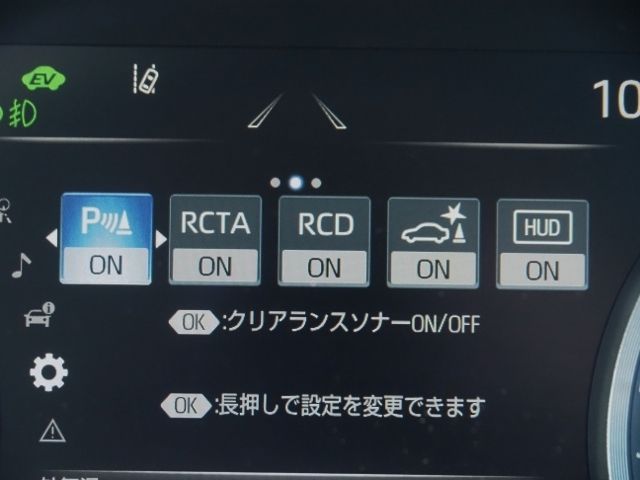 EV
10
P RCTA RCD HUD
ON ON ON ON ON
OK:クリアランスソナーON/OFF
OK:長押しで設定を変更できます